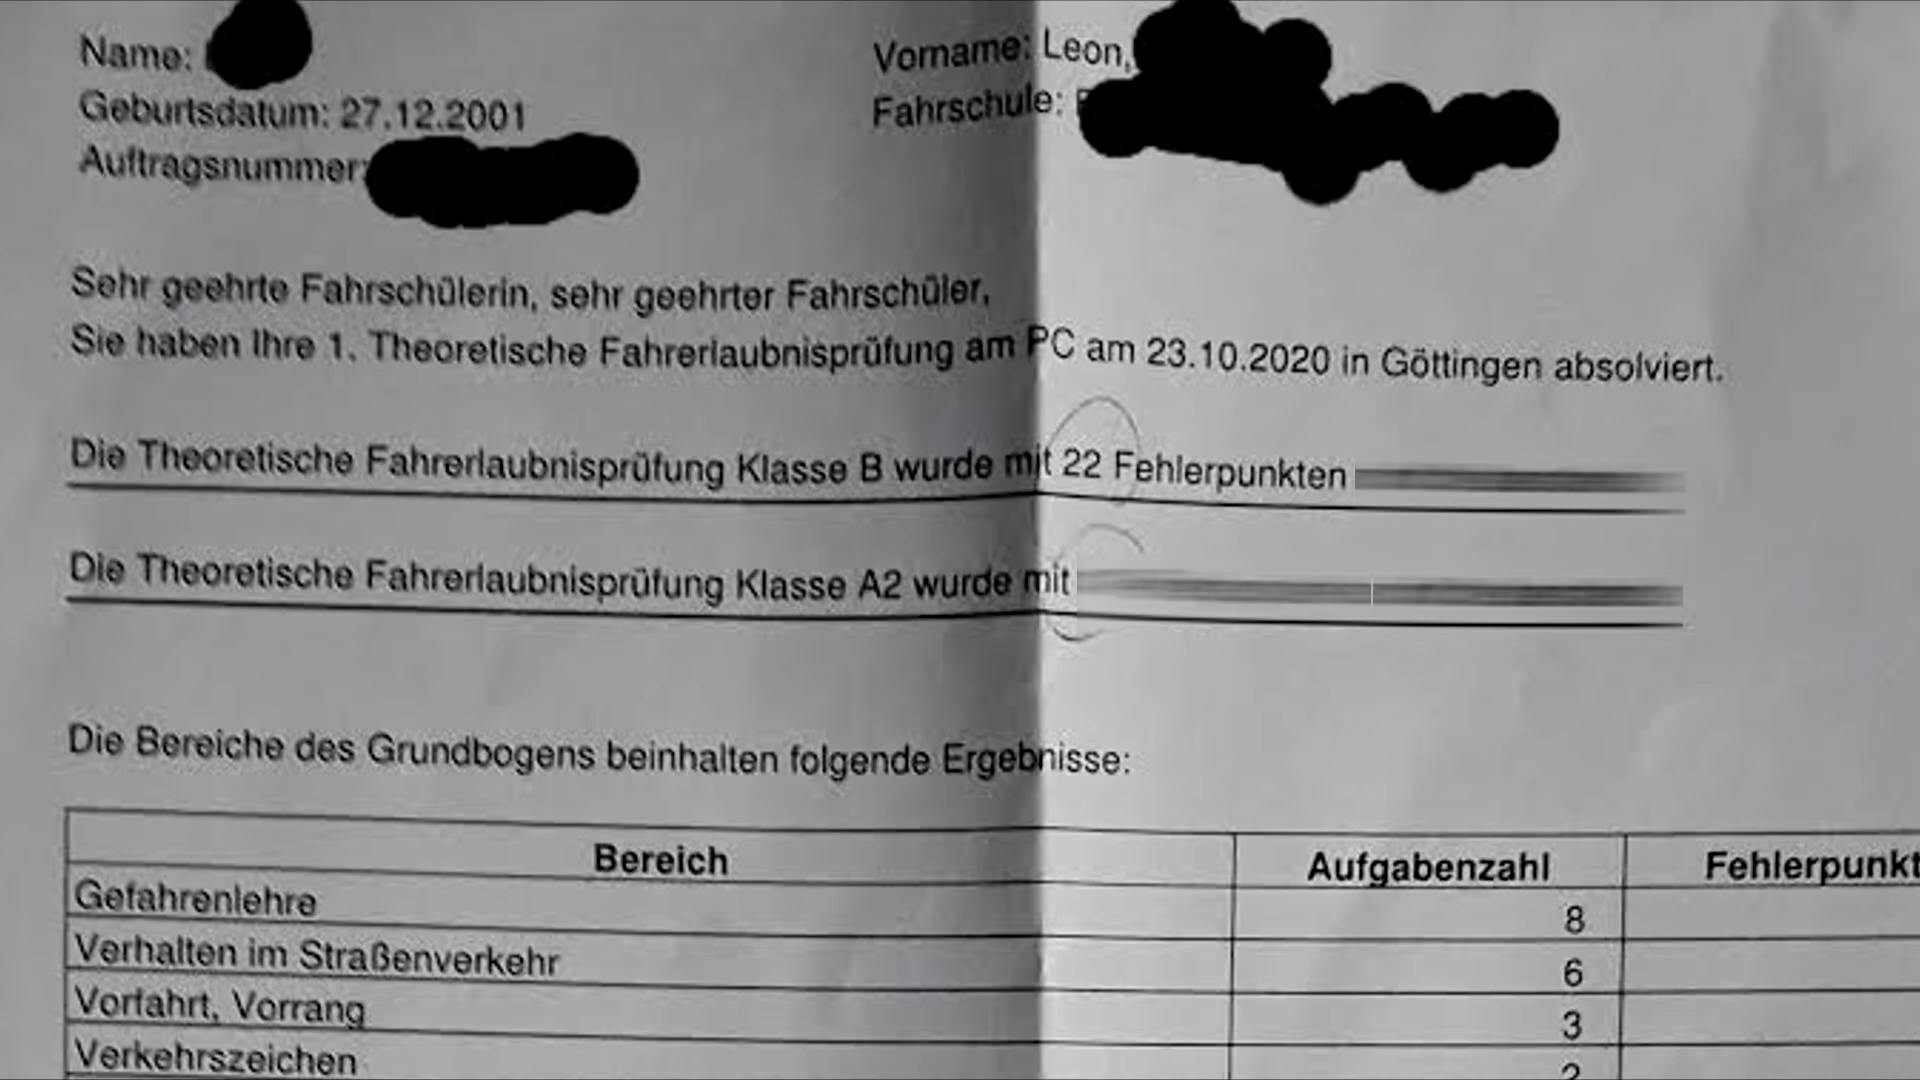 Name:
Vorname: Leon,
Geburtsdatum: 27.12.2001
Fahrschule:
Auftragsnummer:
Sehr geehrte Fahrschülerin, sehr geehrter Fahrschüler,
Sie haben Ihre 1. Theoretische Fahrerlaubnisprüfung am PC am 23.10.2020 in Göttingen absolviert.
Die Theoretische Fahrerlaubnisprüfung Klasse B wurde mit 22 Fehlerpunkten
Die Theoretische Fahrerlaubnisprüfung Klasse A2 wurde mit
Die Bereiche des Grundbogens beinhalten folgende Ergebnisse:
Bereich Aufgabenzahl Fehlerpunkt
Gefahrenlehre 8
Verhalten im Straßenverkehr 6
Vorfahrt, Vorrang 3
Verkehrszeichen